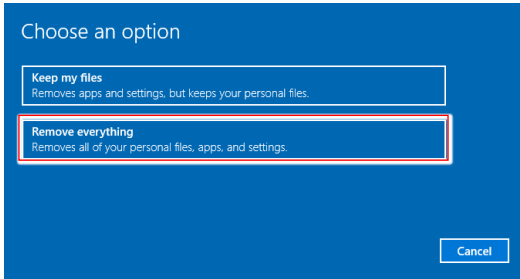 Choose an option
Keep my files
Removes apps and settings, but keeps your personal files.
Remove everything
Removes all of your personal files, apps, and settings.
Cancel